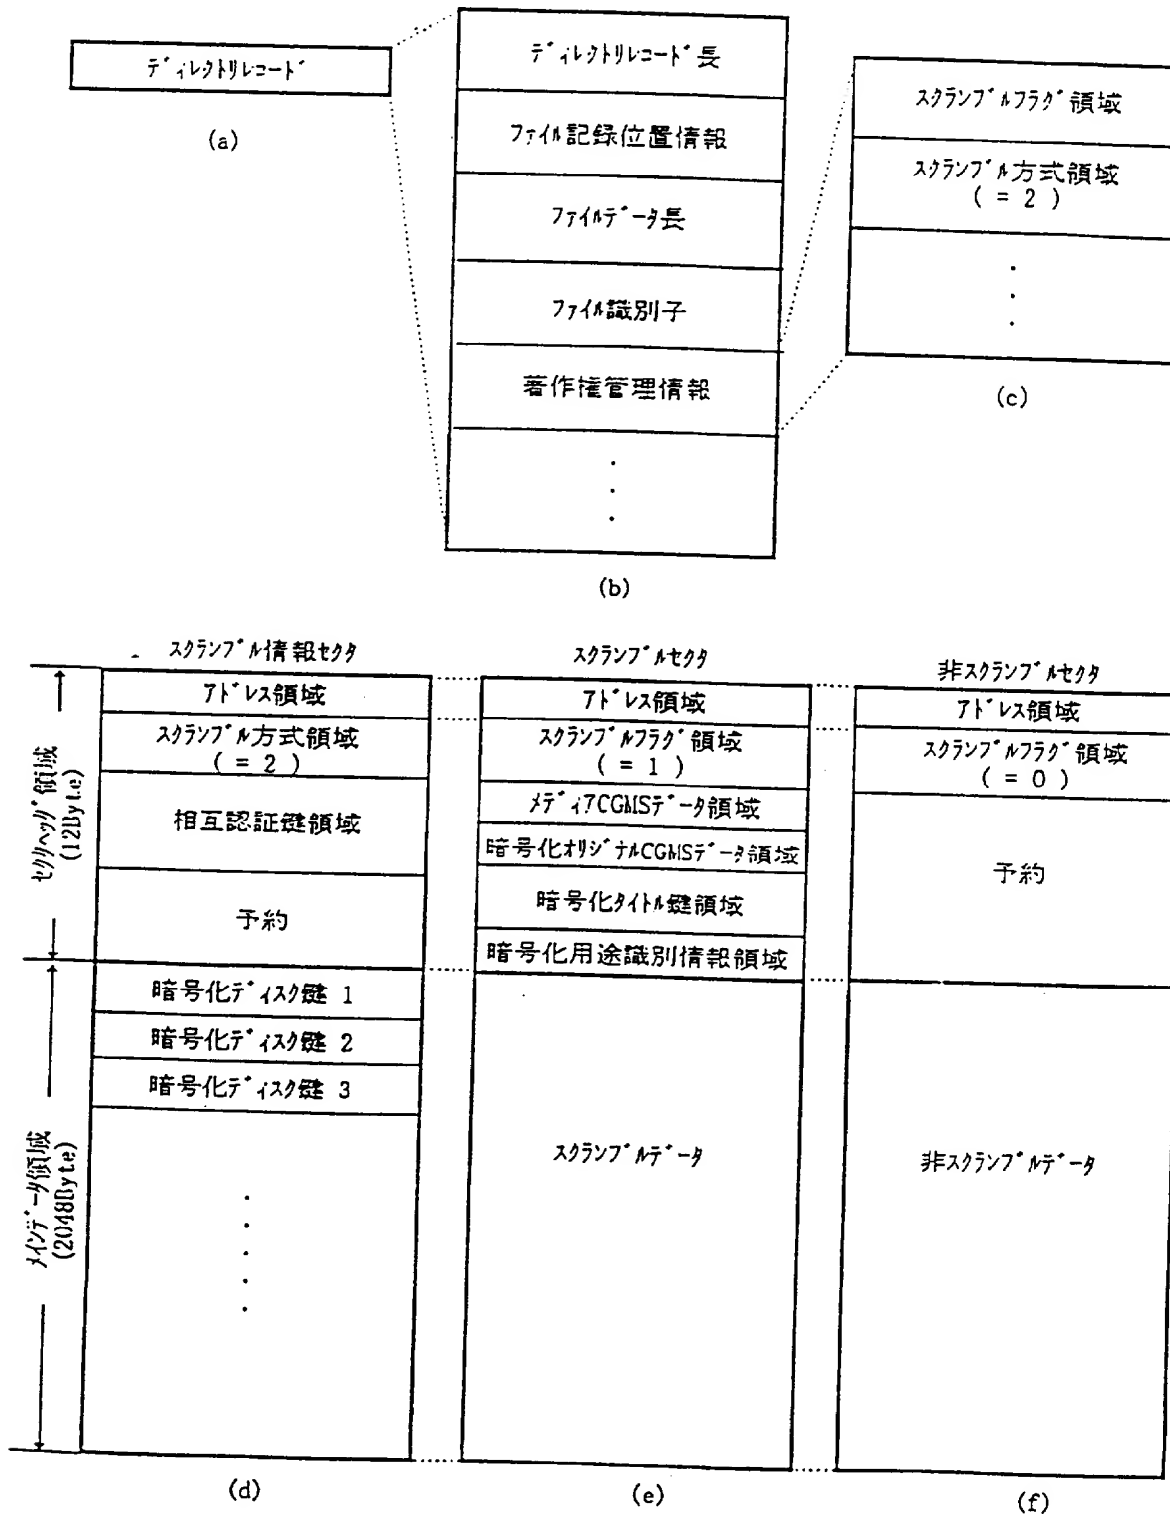 ディレクトリレコード
(a)
ディレクトリレコード長
ファイル記録位置情報
ファイルデータ長
ファイル識別子
著作権管理情報
(b)
スクランブルフラグ領域
スクランブル方式領域
( = 2 )
(c)
スクランブル情報セクタ
アドレス領域
スクランブル方式領域
( = 2 )
相互認証鍵領域
予約
暗号化ディスク鍵 1
暗号化ディスク鍵 2
暗号化ディスク鍵 3
セクタヘッダ領域
(12Byte)
メインデータ領域
(2048Byte)
(d)
スクランブルセクタ
アドレス領域
スクランブルフラグ領域
( = 1 )
メディアCGMSデータ領域
暗号化オリジナルCGMSデータ領域
暗号化タイトル鍵領域
暗号化用途識別情報領域
スクランブルデータ
(e)
非スクランブルセクタ
アドレス領域
スクランブルフラグ領域
( = 0 )
予約
非スクランブルデータ
(f)